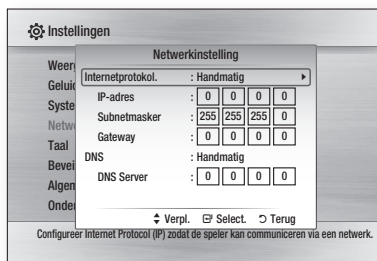 Instellingen
Netwerkinstelling
Weer
Internetprotokol. : Handmatig
Geluid
IP-adres : 0 0 0 0
Syste
Subnetmasker : 255 255 255 0
Netw
Gateway : 0 0 0 0
Taal
DNS : Handmatig
Bevei
DNS Server : 0 0 0 0
Algem
Onder
Verpl. Select. Terug
Configureer Internet Protocol (IP) zodat de speler kan communiceren via een netwerk.